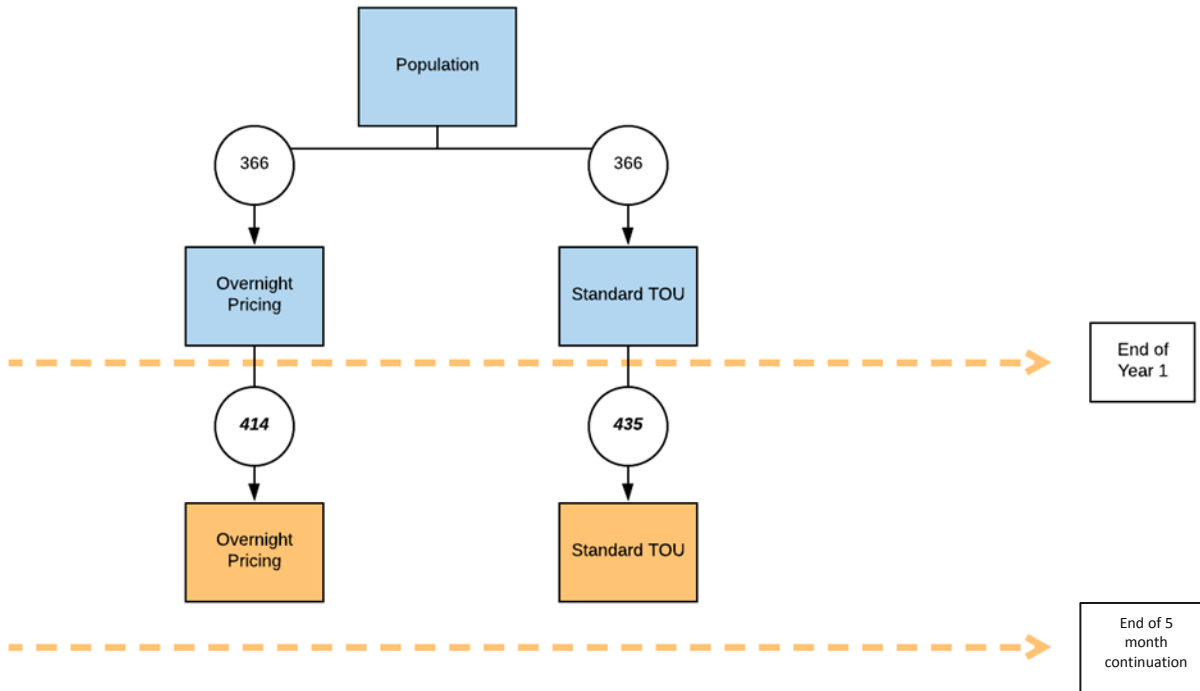 Population
366
366
Overnight
Pricing
Standard TOU
End of
Year 1
414
435
Overnight
Pricing
Standard TOU
End of 5
month
continuation